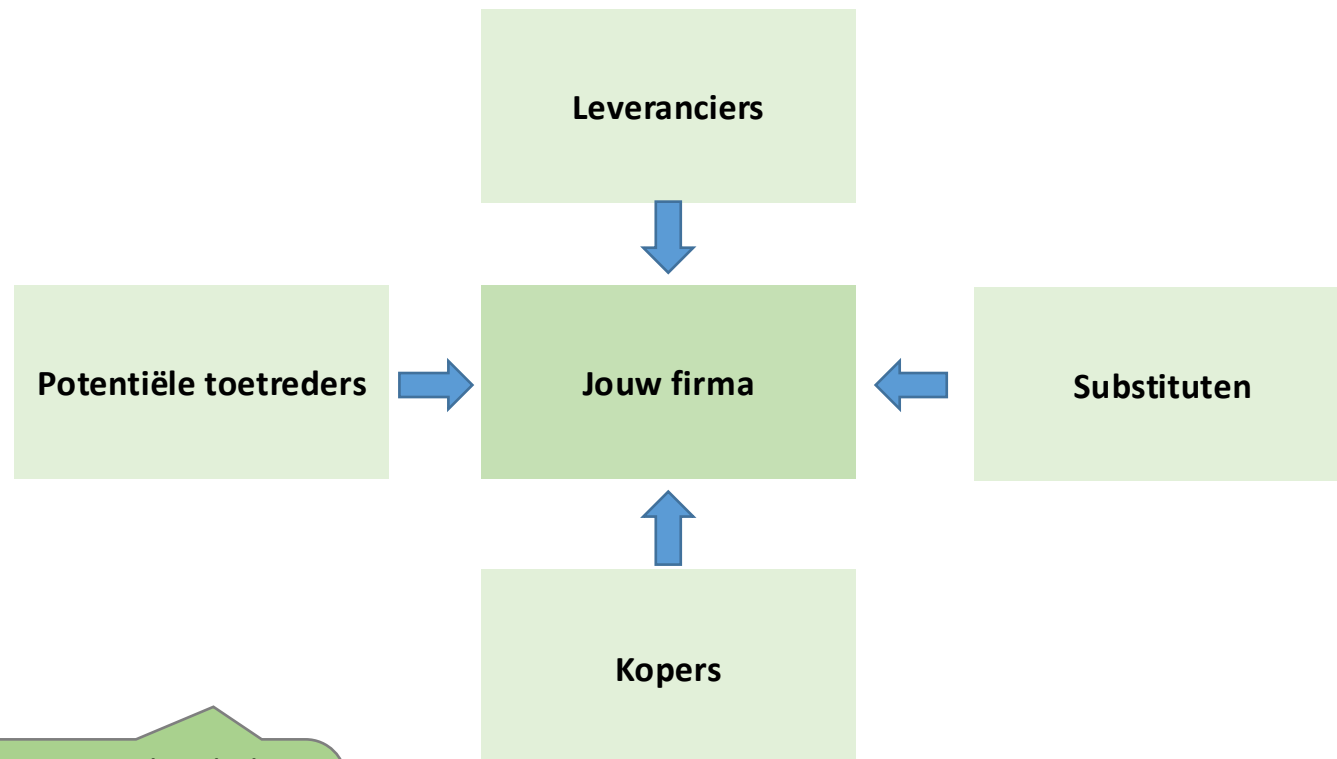 Leveranciers
Potentiële toetreders
Jouw firma
Substituten
Kopers